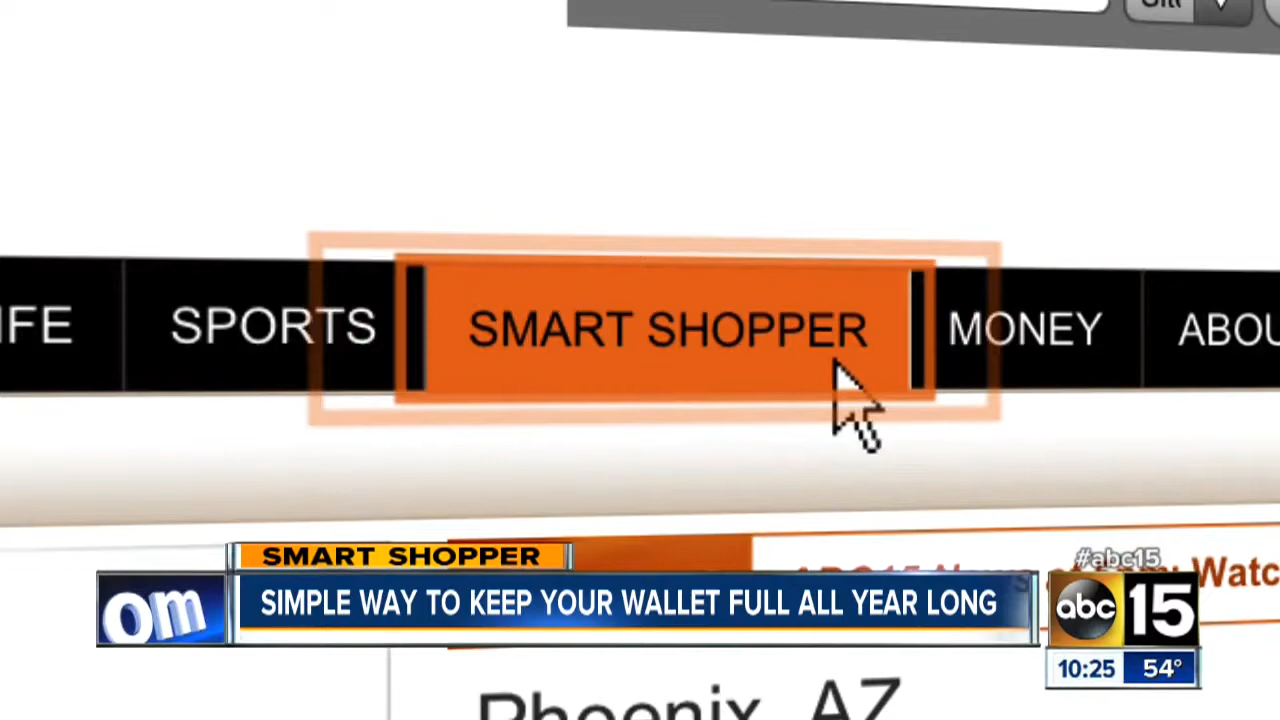 IFE SPORTS SMART SHOPPER MONEY ABOU
SMART SHOPPER
#abc15
Watc
om SIMPLE WAY TO KEEP YOUR WALLET FULL ALL YEAR LONG
abc 15
10:25 54°
Phoenix, AZ